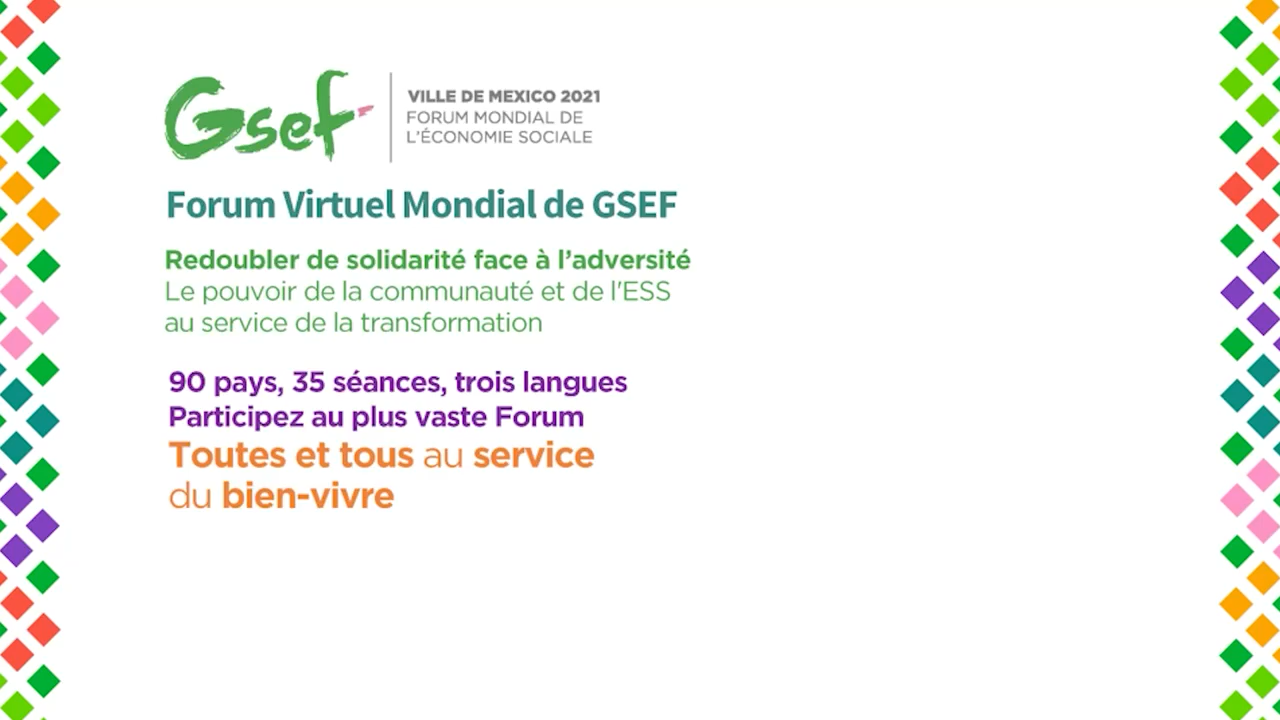 Gsef
VILLE DE MEXICO 2021
FORUM MONDIAL DE
L'ÉCONOMIE SOCIALE
Forum Virtuel Mondial de GSEF
Redoubler de solidarité face à l’adversité
Le pouvoir de la communauté et de l'ESS
au service de la transformation
90 pays, 35 séances, trois langues
Participez au plus vaste Forum
Toutes et tous au service
du bien-vivre